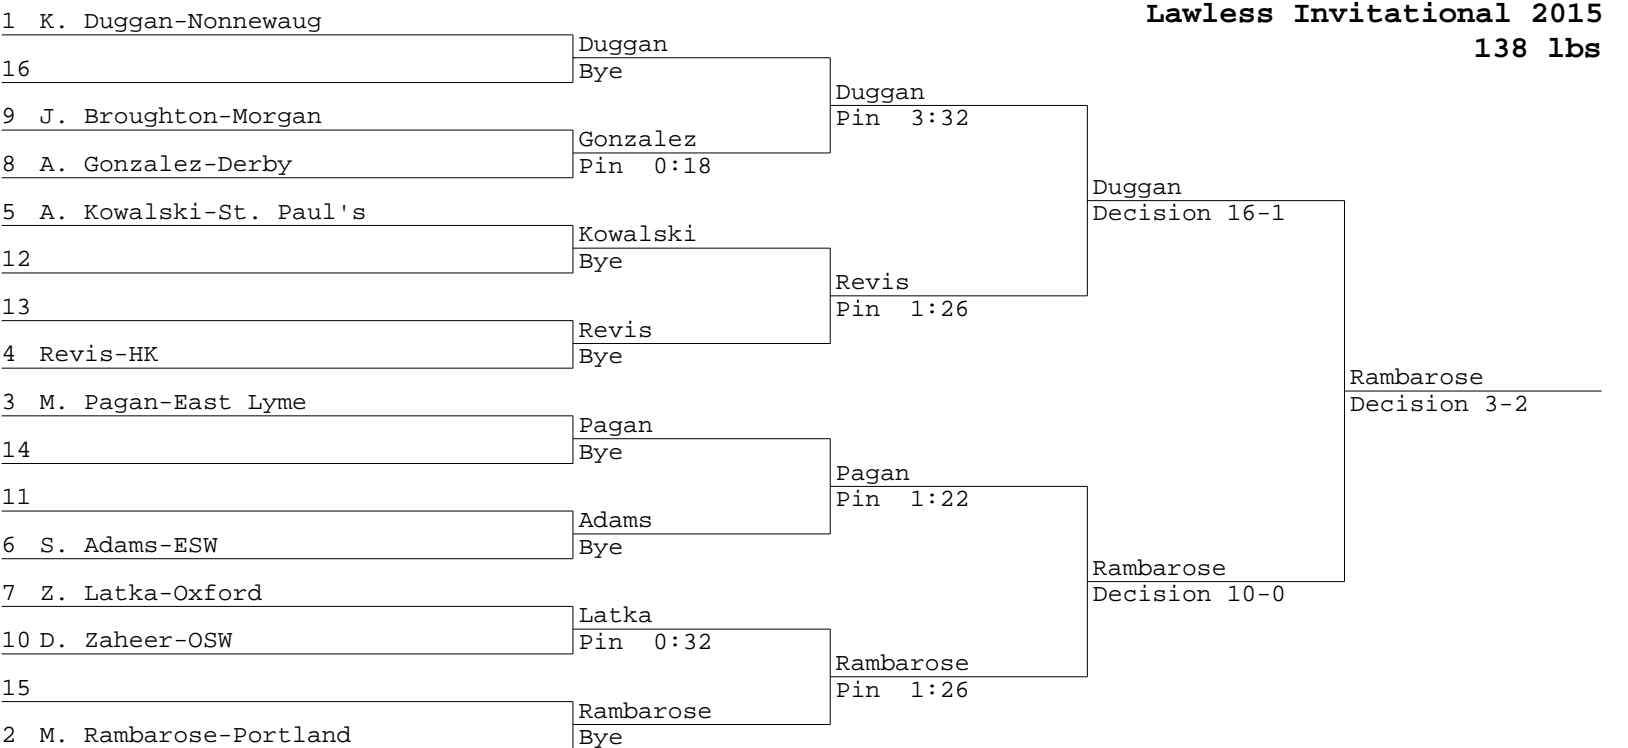 Lawless Invitational 2015
138 lbs
1 K. Duggan-Nonnewaug
16
9 J. Broughton-Morgan
8 A. Gonzalez-Derby
5 A. Kowalski-St. Paul's
12
13
4 Revis-HK
3 M. Pagan-East Lyme
14
11
6 S. Adams-ESW
7 Z. Latka-Oxford
10 D. Zaheer-OSW
15
2 M. Rambarose-Portland
Duggan
Bye
Gonzalez
Pin 0:18
Kowalski
Bye
Revis
Bye
Pagan
Bye
Adams
Bye
Latka
Pin 0:32
Rambarose
Bye
Duggan
Pin 3:32
Revis
Pin 1:26
Pagan
Pin 1:22
Rambarose
Pin 1:26
Duggan
Decision 16-1
Rambarose
Decision 10-0
Rambarose
Decision 3-2